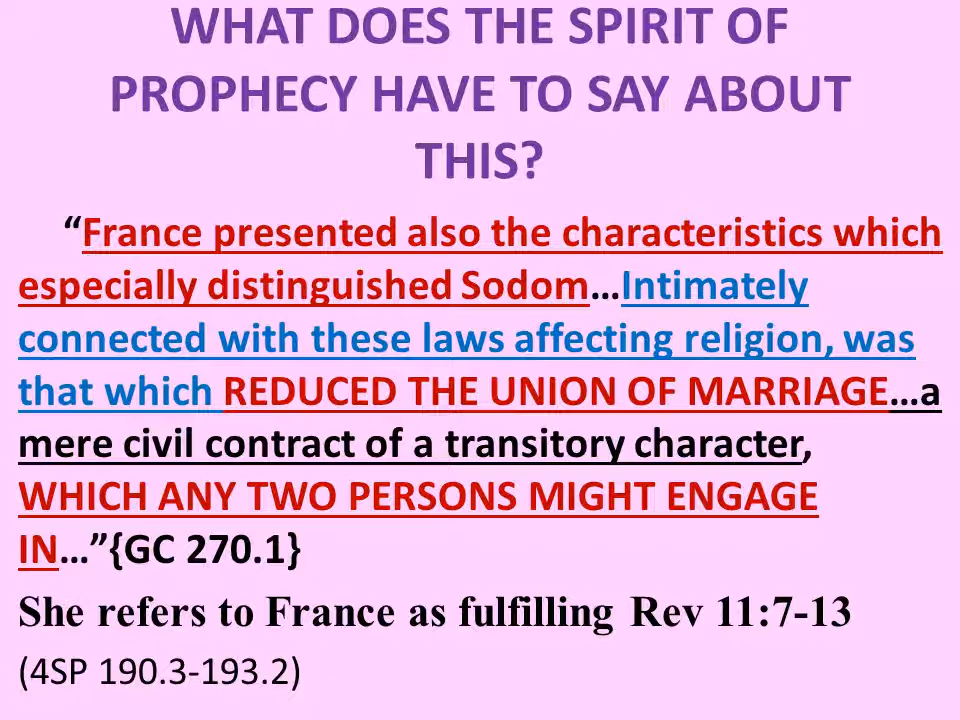 WHAT DOES THE SPIRIT OF
PROPHECY HAVE TO SAY ABOUT
THIS?
“France presented also the characteristics which
especially distinguished Sodom…Intimately
connected with these laws affecting religion, was
that which REDUCED THE UNION OF MARRIAGE…a
mere civil contract of a transitory character,
WHICH ANY TWO PERSONS MIGHT ENGAGE
IN…”{GC 270.1}
She refers to France as fulfilling Rev 11:7-13
(4SP 190.3-193.2)